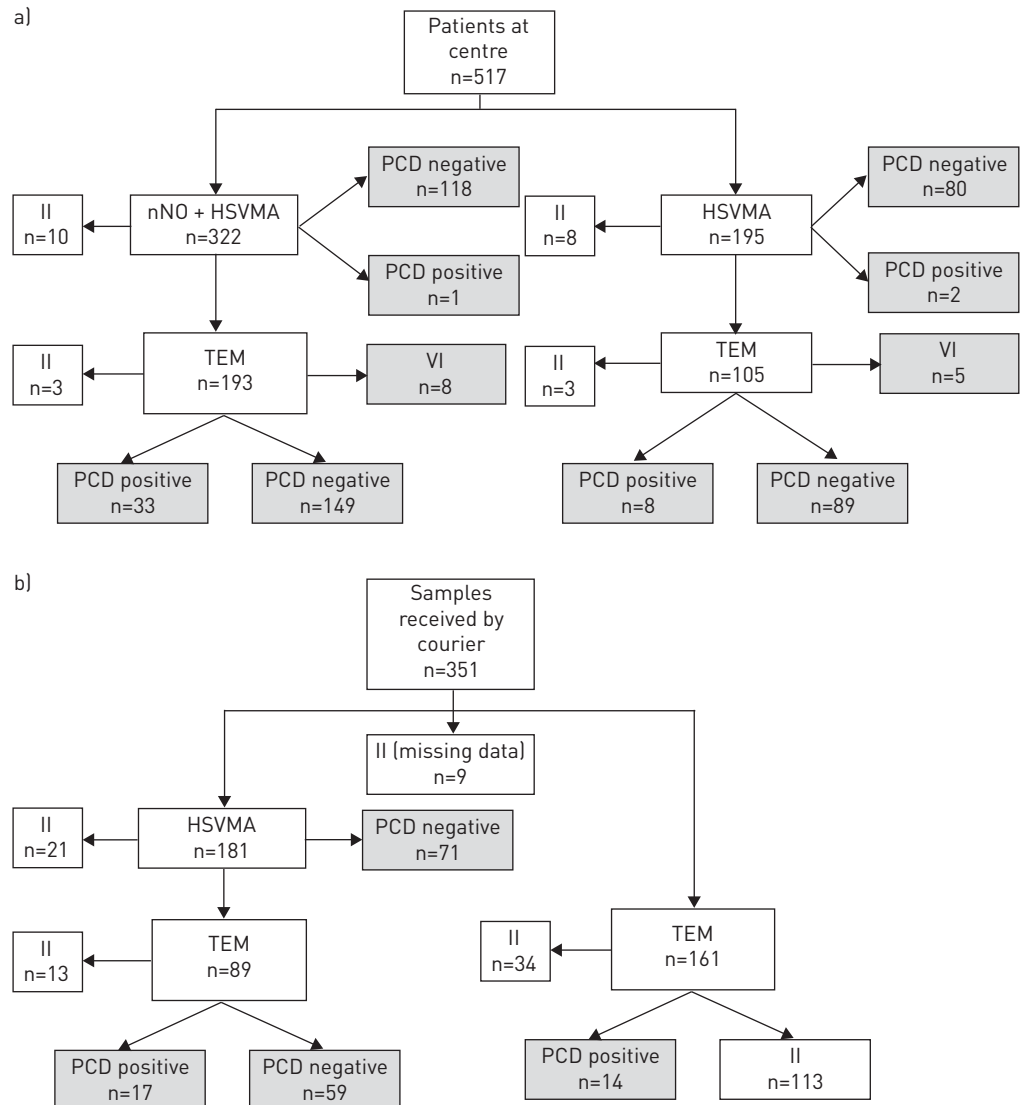 a)
Patients at
centre
n=517
PCD negative
n=118
PCD negative
n=80
II
n=10
nNO + HSVMA
n=322
II
n=8
HSVMA
n=195
PCD positive
n=1
PCD positive
n=2
II
n=3
TEM
n=193
VI
n=8
II
n=3
TEM
n=105
VI
n=5
PCD positive
n=33
PCD negative
n=149
PCD positive
n=8
PCD negative
n=89
b)
Samples
received by
courier
n=351
II (missing data)
n=9
II
n=21
HSVMA
n=181
PCD negative
n=71
II
n=13
TEM
n=89
II
n=34
TEM
n=161
PCD positive
n=17
PCD negative
n=59
PCD positive
n=14
II
n=113